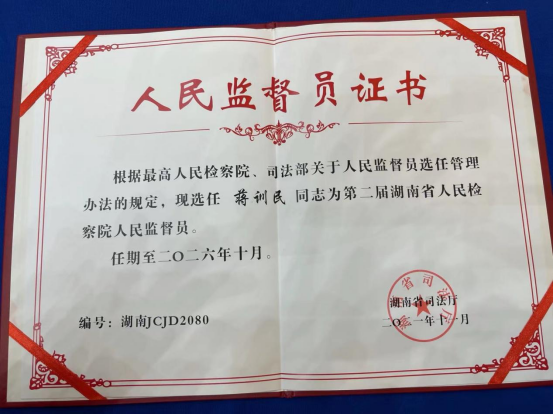 人民监督员证书
根据最高人民检察院、司法部关于人民监督员选任管理
办法的规定，现选任 蒋训民 同志为第二届湖南省人民检
察院人民监督员。
任期至二〇二六年十月。
编号：湖南JCJD2080
湖南省司法厅
二〇二一年十一月